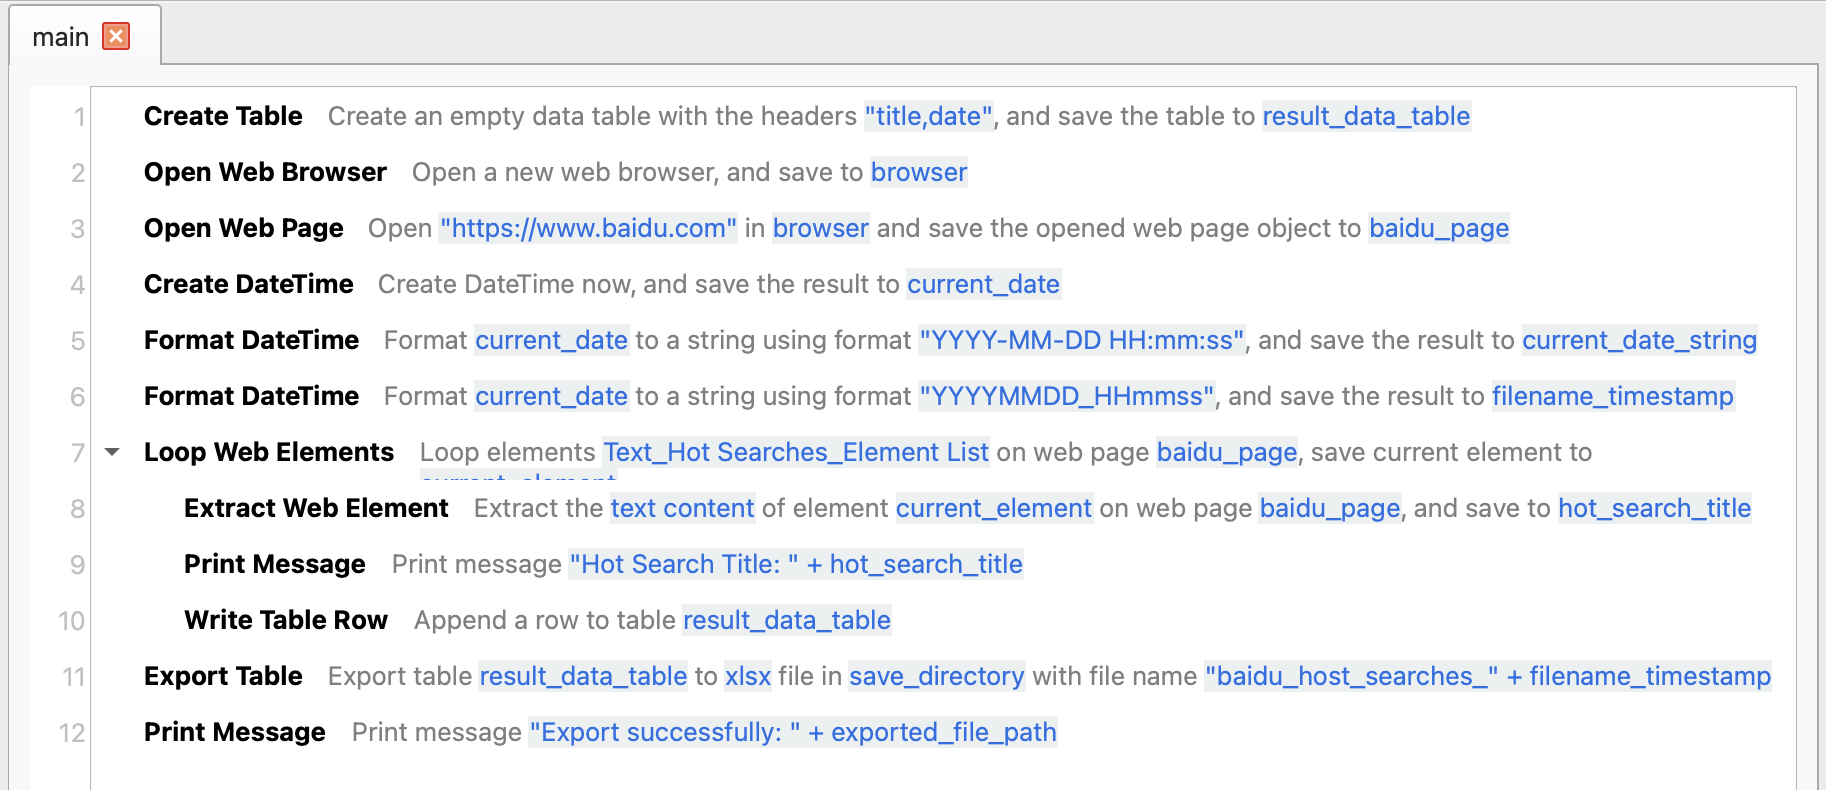 main
1 Create Table Create an empty data table with the headers "title,date", and save the table to result_data_table
2 Open Web Browser Open a new web browser, and save to browser
3 Open Web Page Open "https://www.baidu.com" in browser and save the opened web page object to baidu_page
4 Create DateTime Create DateTime now, and save the result to current_date
5 Format DateTime Format current_date to a string using format "YYYY-MM-DD HH:mm:ss", and save the result to current_date_string
6 Format DateTime Format current_date to a string using format "YYYYMMDD_HHmmss", and save the result to filename_timestamp
7 Loop Web Elements Loop elements Text_Hot Searches_Element List on web page baidu_page, save current element to
current_element
8 Extract Web Element Extract the text content of element current_element on web page baidu_page, and save to hot_search_title
9 Print Message Print message "Hot Search Title: " + hot_search_title
10 Write Table Row Append a row to table result_data_table
11 Export Table Export table result_data_table to xlsx file in save_directory with file name "baidu_host_searches_" + filename_timestamp
12 Print Message Print message "Export successfully: " + exported_file_path